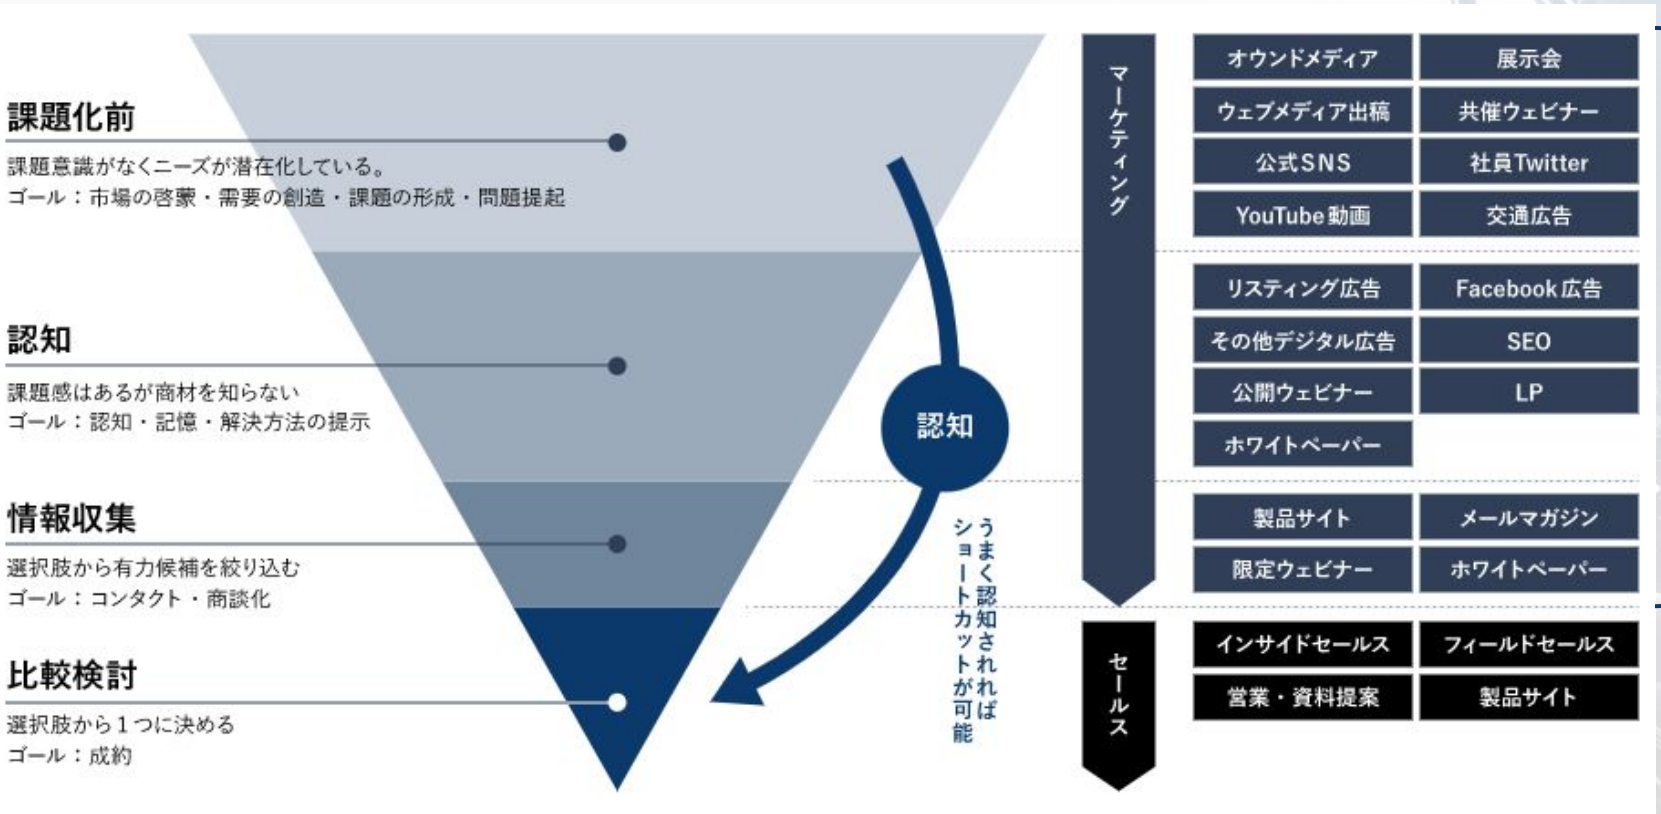 課題化前
課題意識がなくニーズが潜在化している。
ゴール：市場の啓蒙・需要の創造・課題の形成・問題提起
認知
課題感はあるが商材を知らない
ゴール：認知・記憶・解決方法の提示
情報収集
選択肢から有力候補を絞り込む
ゴール：コンタクト・商談化
比較検討
選択肢から1つに決める
ゴール：成約
認知
うまく認知されれば
ショートカットが可能
マーケティング
セールス
オウンドメディア
展示会
ウェブメディア出稿
共催ウェビナー
公式SNS
社員Twitter
YouTube動画
交通広告
リスティング広告
Facebook広告
その他デジタル広告
SEO
公開ウェビナー
LP
ホワイトペーパー
製品サイト
メールマガジン
限定ウェビナー
ホワイトペーパー
インサイドセールス
フィールドセールス
営業・資料提案
製品サイト